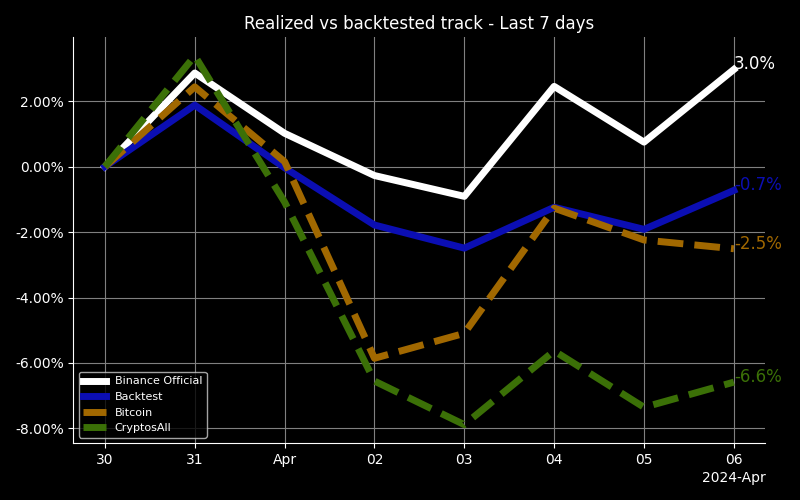 Realized vs backtested track - Last 7 days
3.0%
2.00%
0.00%
-0.7%
-2.00%
-2.5%
-4.00%
-6.00%
-6.6%
-8.00%
Binance Official
Backtest
Bitcoin
CryptosAll
30 31 Apr 02 03 04 05 06
2024-Apr